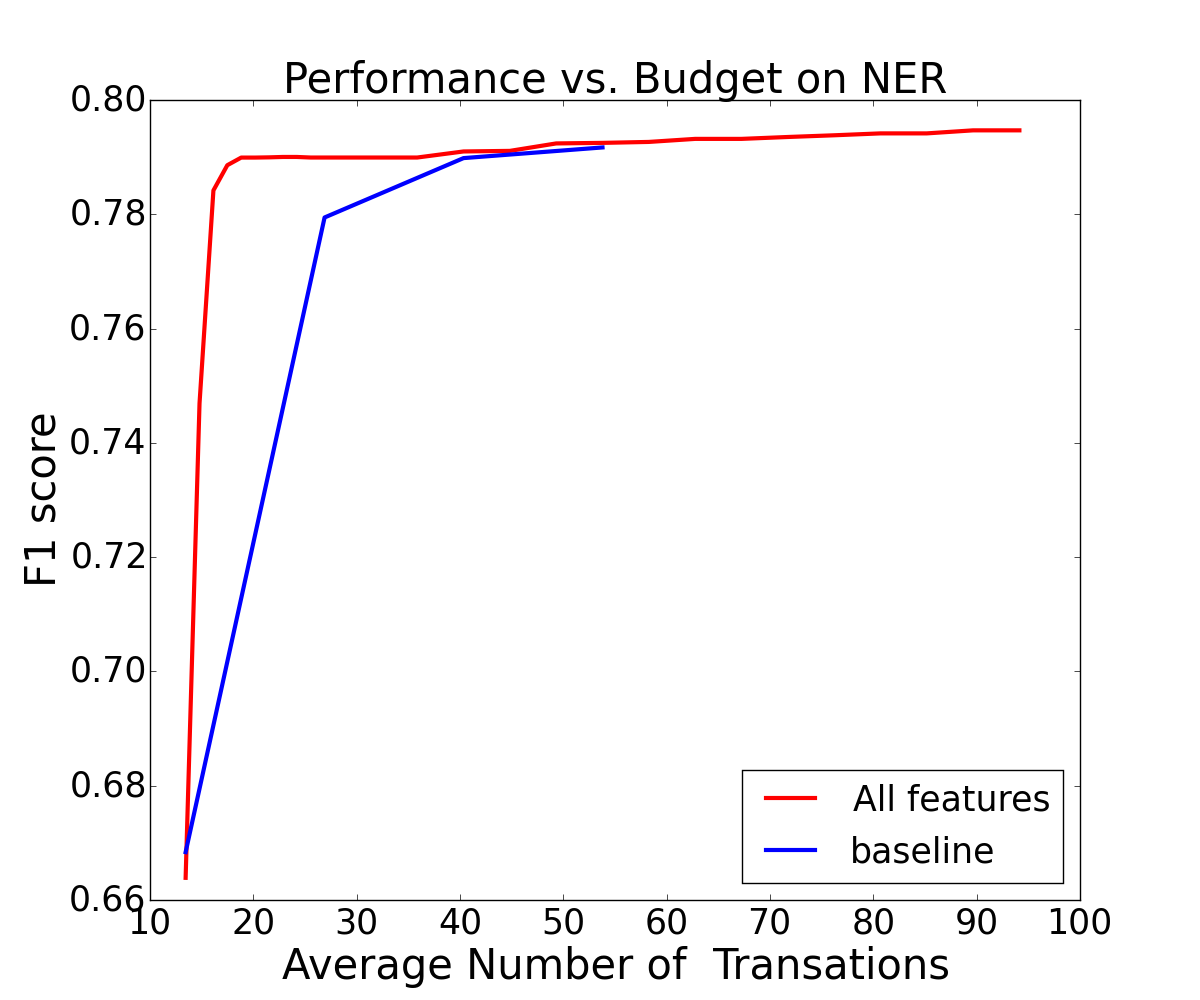 Performance vs. Budget on NER
0.80
0.78
0.76
0.74
0.72
0.70
0.68
0.66
F1 score
All features
baseline
10 20 30 40 50 60 70 80 90 100
Average Number of  Transations